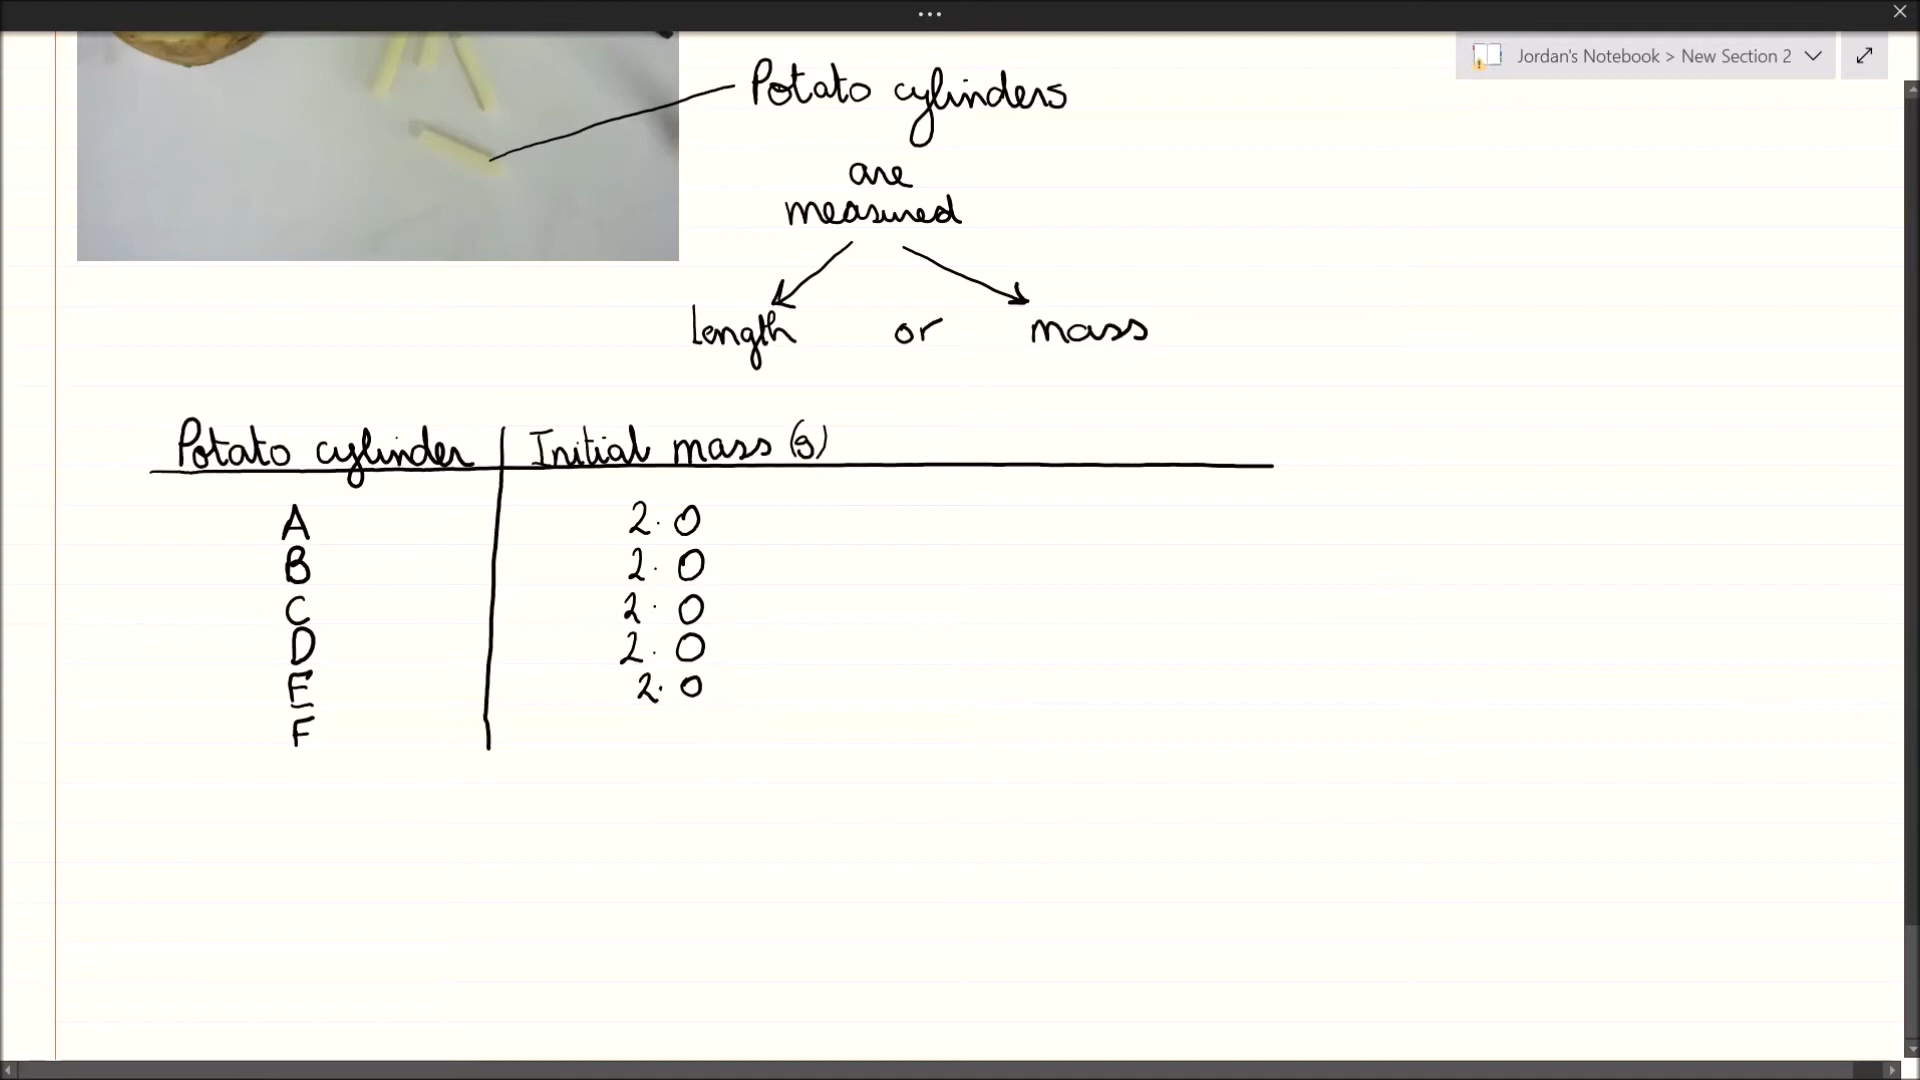 Jordan's Notebook > New Section 2
Potato cylinders
are
measured
length or mass
Potato cylinder Initial mass (g)
A 2.0
B 2.0
C 2.0
D 2.0
E 2.0
F